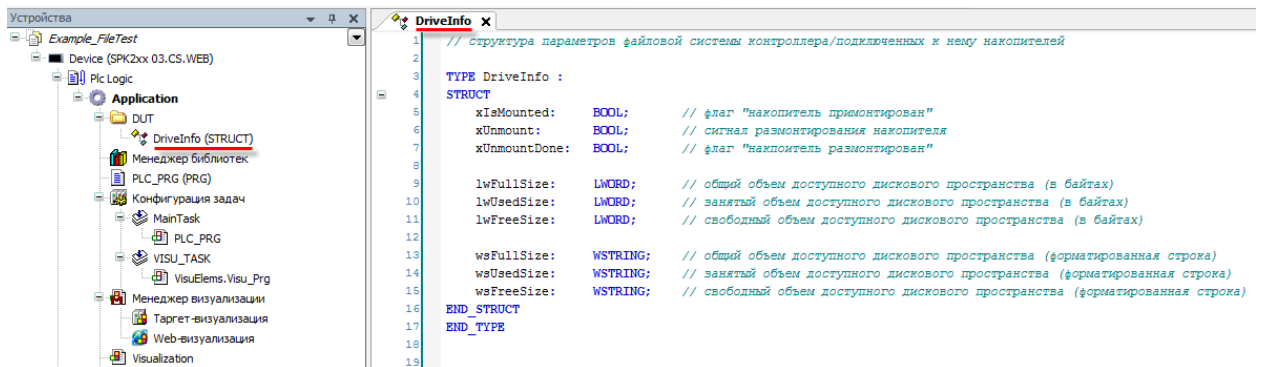 Устройства
Example_FileTest
Device (SPK2xx 03.CS.WEB)
Plc Logic
Application
DUT
DriveInfo (STRUCT)
Менеджер библиотек
PLC_PRG (PRG)
Конфигурация задач
MainTask
PLC_PRG
VISU_TASK
VisuElems.Visu_Prg
Менеджер визуализации
Таргет-визуализация
Web-визуализация
Visualization
DriveInfo
1 // структура параметров файловой системы контроллера/подключенных к нему накопителей
2
3 TYPE DriveInfo :
4 STRUCT
5 xIsMounted: BOOL; // флаг "накопитель примонтирован"
6 xUnmount: BOOL; // сигнал размонтирования накопителя
7 xUnmountDone: BOOL; // флаг "накпоитель размонтирован"
8
9 lwFullSize: LWORD; // общий объем доступного дискового пространства (в байтах)
10 lwUsedSize: LWORD; // занятый объем доступного дискового пространства (в байтах)
11 lwFreeSize: LWORD; // свободный объем доступного дискового пространства (в байтах)
12
13 wsFullSize: WSTRING; // общий объем доступного дискового пространства (форматированная строка)
14 wsUsedSize: WSTRING; // занятый объем доступного дискового пространства (форматированная строка)
15 wsFreeSize: WSTRING; // свободный объем доступного дискового пространства (форматированная строка)
16 END_STRUCT
17 END_TYPE
18
19